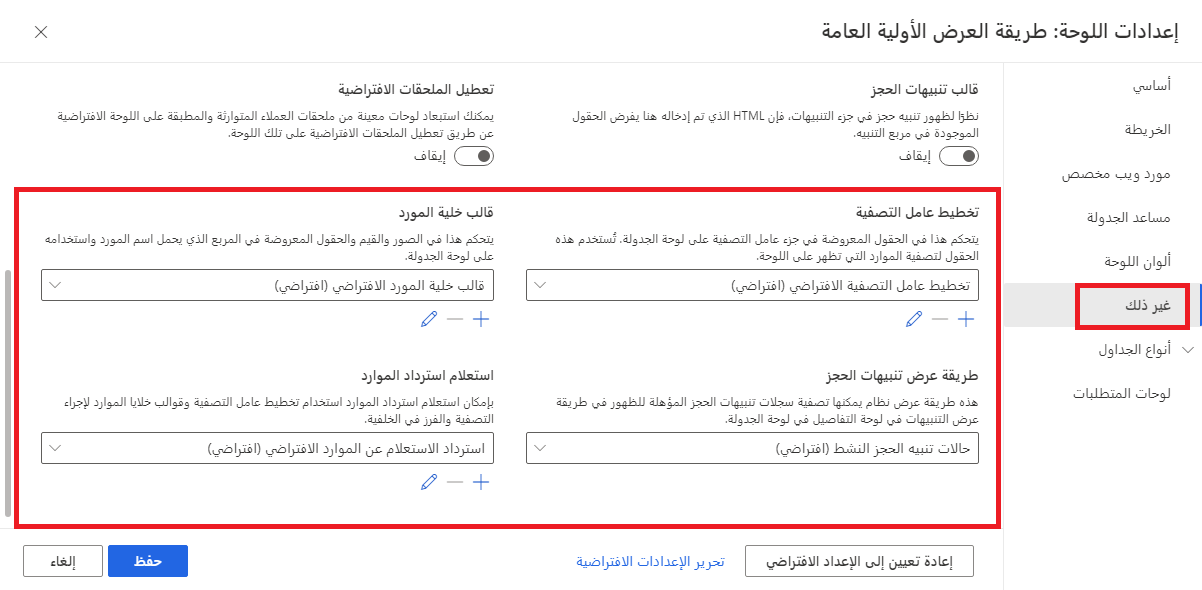 إعدادات اللوحة: طريقة العرض الأولية العامة
أساسي
الخريطة
مورد ويب مخصص
مساعد الجدولة
ألوان اللوحة
غير ذلك
أنواع الجداول
لوحات المتطلبات
قالب تنبيهات الحجز
نظرًا لظهور تنبيه حجز في جزء التنبيهات، فإن HTML الذي تم إدخاله هنا يفرض الحقول
الموجودة في مربع التنبيه.
إيقاف
تعطيل الملحقات الافتراضية
يمكنك استبعاد لوحات معينة من ملحقات العملاء المتوارثة والمطبقة على اللوحة الافتراضية
عن طريق تعطيل الملحقات الافتراضية على تلك اللوحة.
إيقاف
تخطيط عامل التصفية
يتحكم هذا في الحقول المعروضة في جزء عامل التصفية على لوحة الجدولة. تُستخدم هذه
الحقول لتصفية الموارد التي تظهر على اللوحة.
تخطيط عامل التصفية الافتراضي (افتراضي)
قالب خلية المورد
يتحكم هذا في الصور والقيم والحقول المعروضة في المربع الذي يحمل اسم المورد واستخدامه
على لوحة الجدولة.
قالب خلية المورد الافتراضي (افتراضي)
طريقة عرض تنبيهات الحجز
هذه طريقة عرض نظام يمكنها تصفية سجلات تنبيهات الحجز المؤهلة للظهور في طريقة
عرض التنبيهات في لوحة التفاصيل في لوحة الجدولة.
حالات تنبيه الحجز النشط (افتراضي)
استعلام استرداد الموارد
بإمكان استعلام استرداد الموارد استخدام تخطيط عامل التصفية وقوالب خلايا الموارد لإجراء
التصفية والفرز في الخلفية.
استرداد الاستعلام عن الموارد الافتراضي (افتراضي)
إعادة تعيين إلى الإعداد الافتراضي
تحرير الإعدادات الافتراضية
حفظ
إلغاء